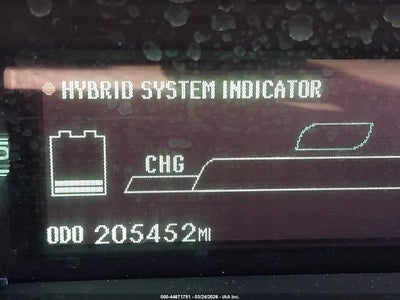 HYBRID SYSTEM INDICATOR
CHG
ODO 205452MI
000-44671781 - 03/24/2026 - IAA Inc.